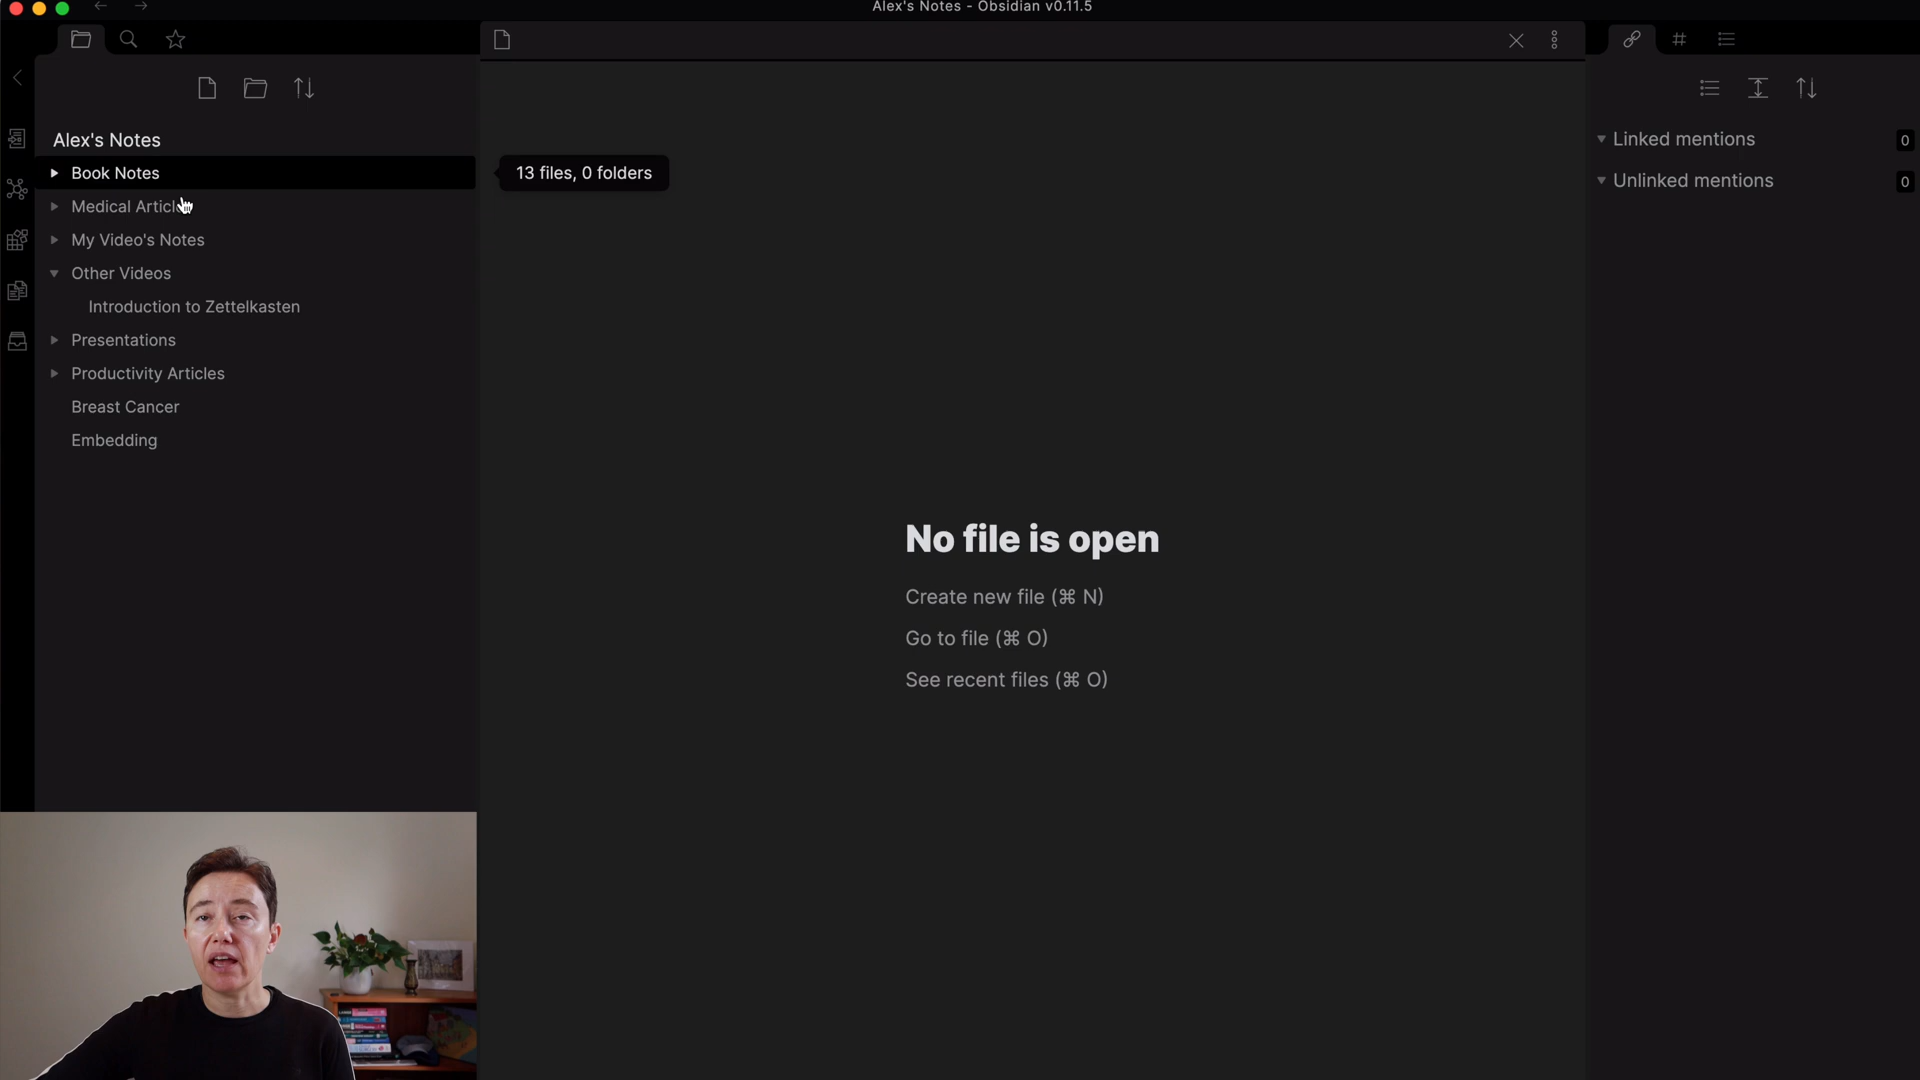 Alex's Notes - Obsidian v0.11.5
Alex's Notes
Book Notes
13 files, 0 folders
Medical Articl
My Video's Notes
Other Videos
Introduction to Zettelkasten
Presentations
Productivity Articles
Breast Cancer
Embedding
No file is open
Create new file (⌘ N)
Go to file (⌘ O)
See recent files (⌘ O)
Linked mentions 0
Unlinked mentions 0